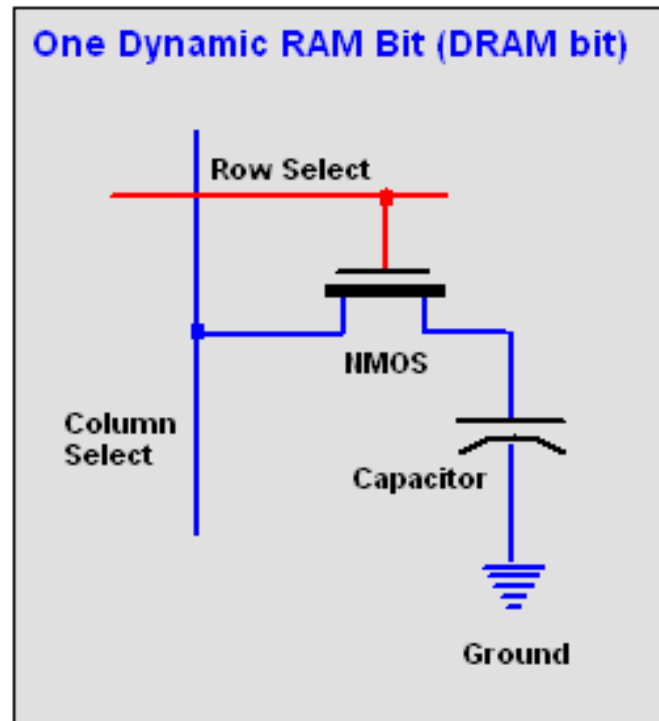 One Dynamic RAM Bit (DRAM bit)
Row Select
NMOS
Column
Select
Capacitor
Ground